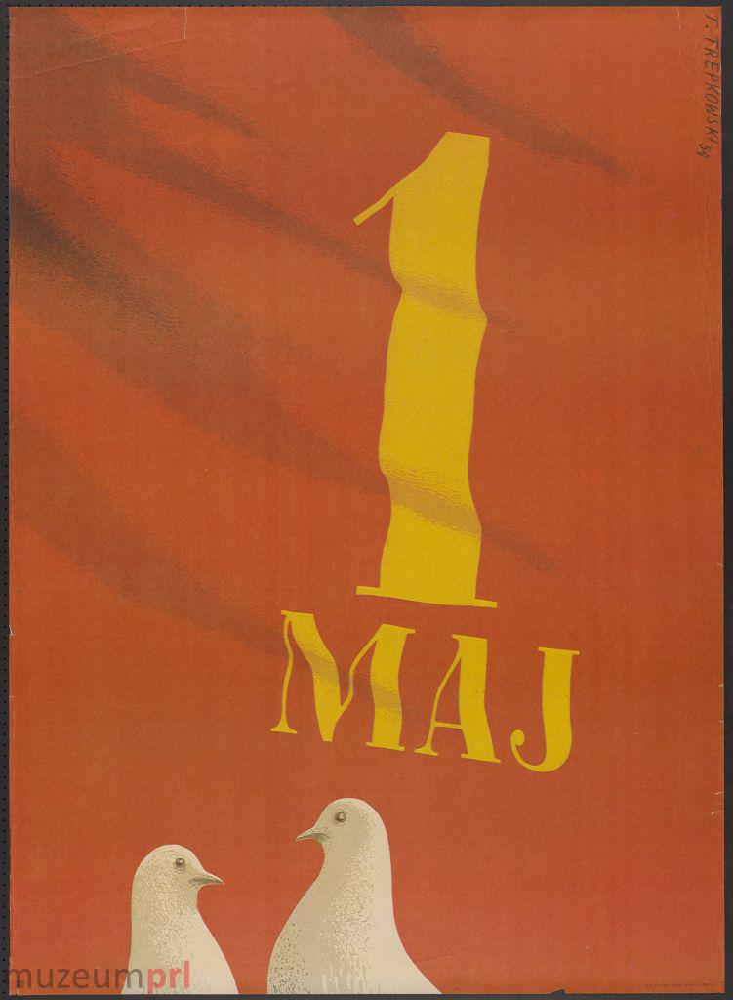 T. TREPKOWSKI 54
1
MAJ
muzeumprl